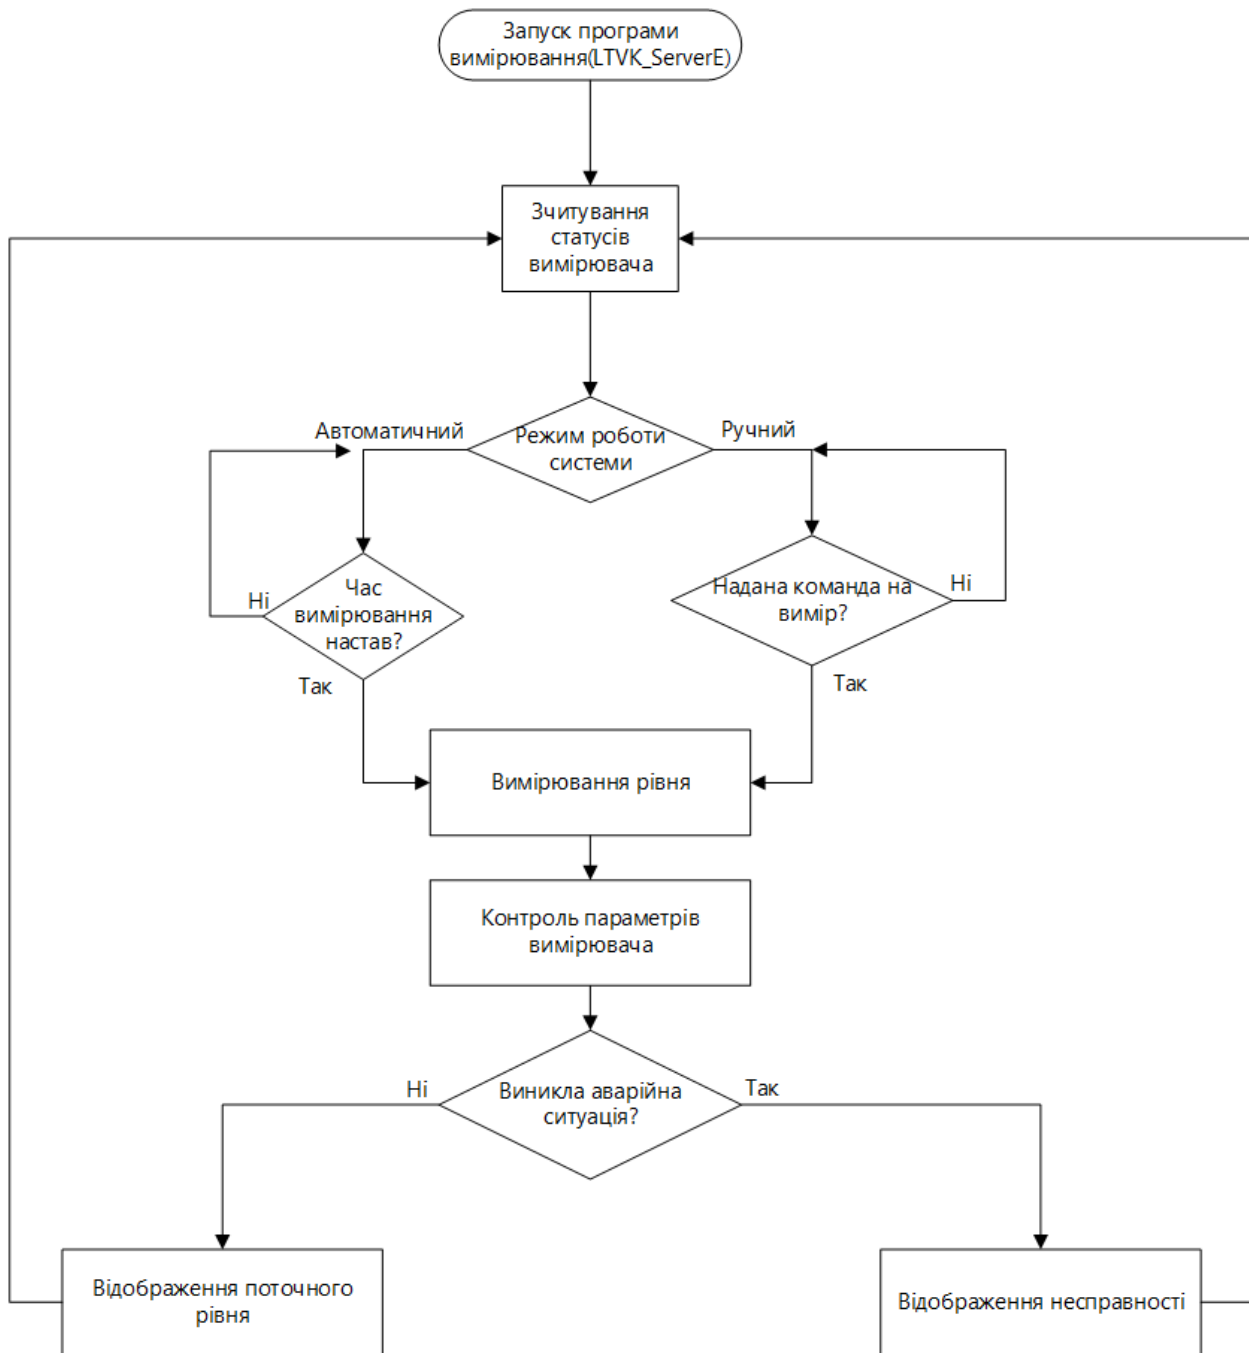 Запуск програми
вимірювання(LTVK_ServerE)
Зчитування
статусів
вимірювача
Автоматичний
Режим роботи
системи
Ручний
Ні
Час
вимірювання
настав?
Надана команда на
вимір?
Ні
Так
Так
Вимірювання рівня
Контроль параметрів
вимірювача
Ні
Виникла аварійна
ситуація?
Так
Відображення поточного
рівня
Відображення несправності